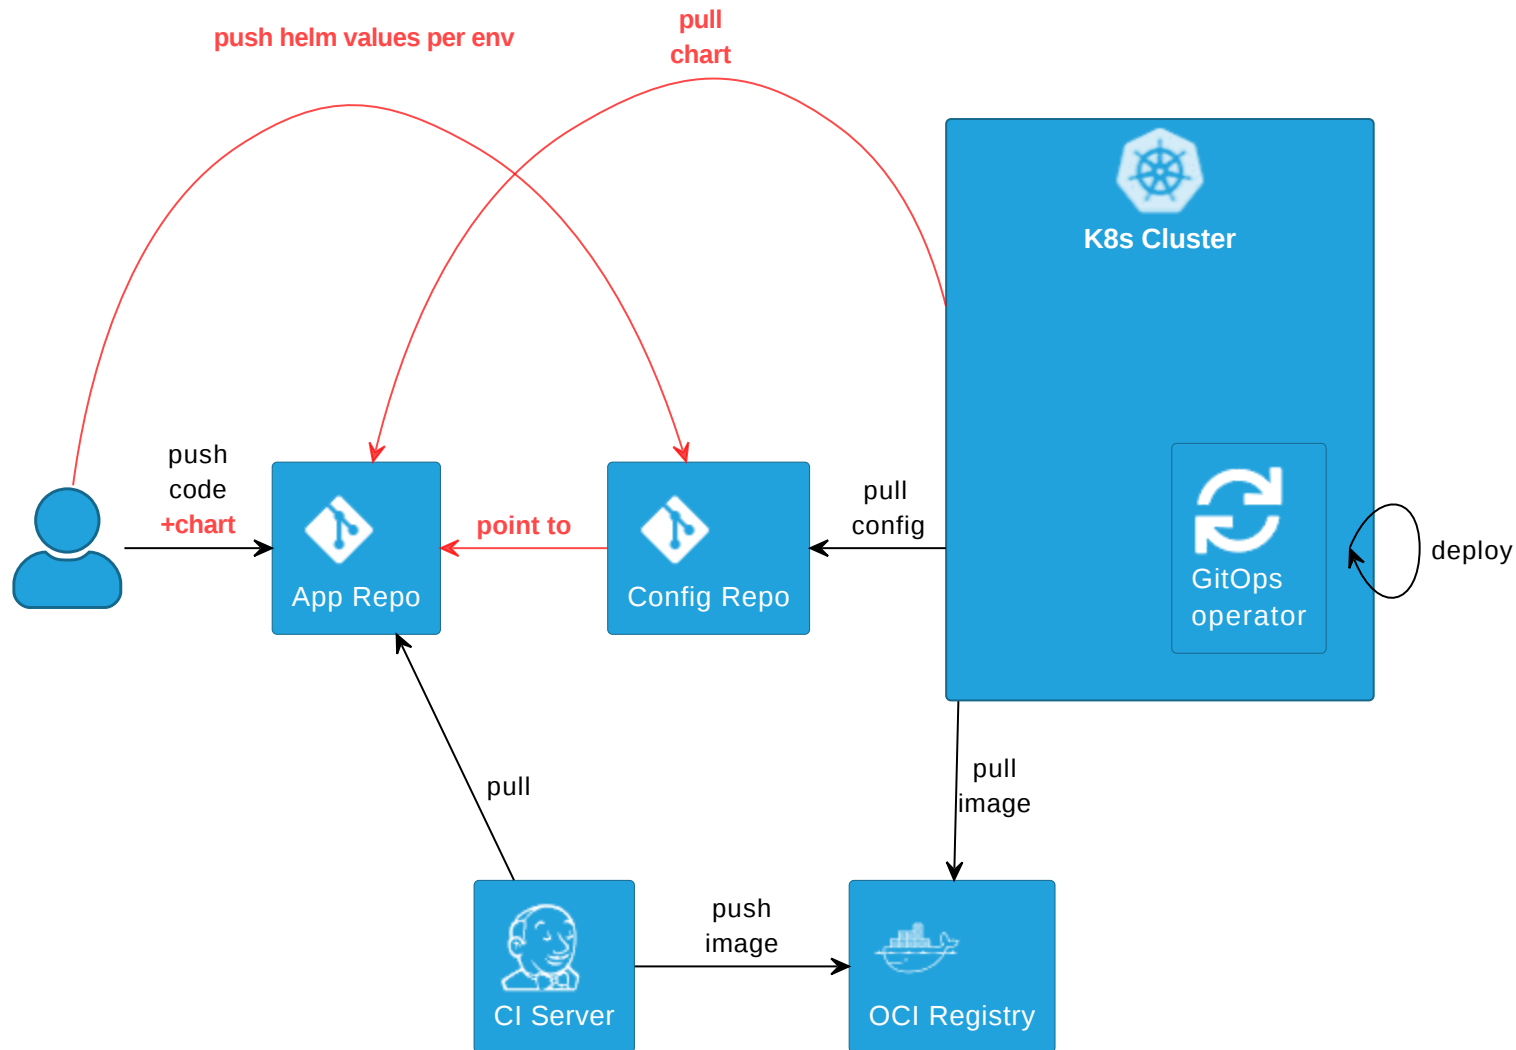 push helm values per env
pull
chart
K8s Cluster
push
code
+chart
App Repo
point to
Config Repo
pull
config
GitOps
operator
deploy
pull
pull
image
CI Server
push
image
OCI Registry